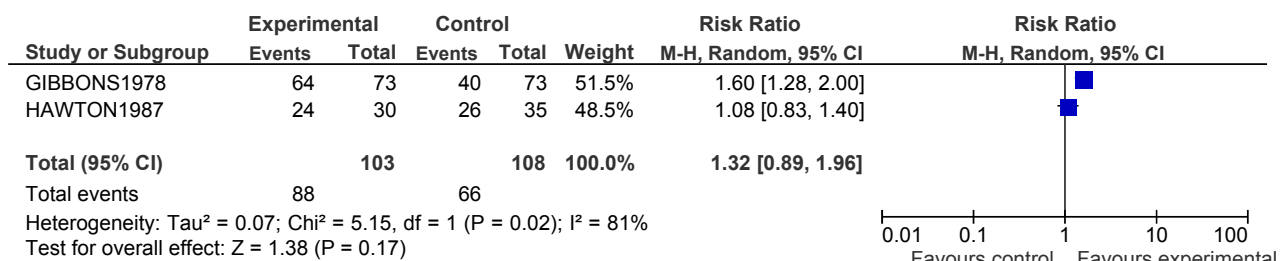 Experimental Control Risk Ratio Risk Ratio
Study or Subgroup Events Total Events Total Weight M-H, Random, 95% CI M-H, Random, 95% CI
GIBBONS1978 64 73 40 73 51.5% 1.60 [1.28, 2.00]
HAWTON1987 24 30 26 35 48.5% 1.08 [0.83, 1.40]
Total (95% CI) 103 108 100.0% 1.32 [0.89, 1.96]
Total events 88 66
Heterogeneity: Tau² = 0.07; Chi² = 5.15, df = 1 (P = 0.02); I² = 81%
Test for overall effect: Z = 1.38 (P = 0.17)
0.01 0.1 1 10 100
Favours control Favours experimental